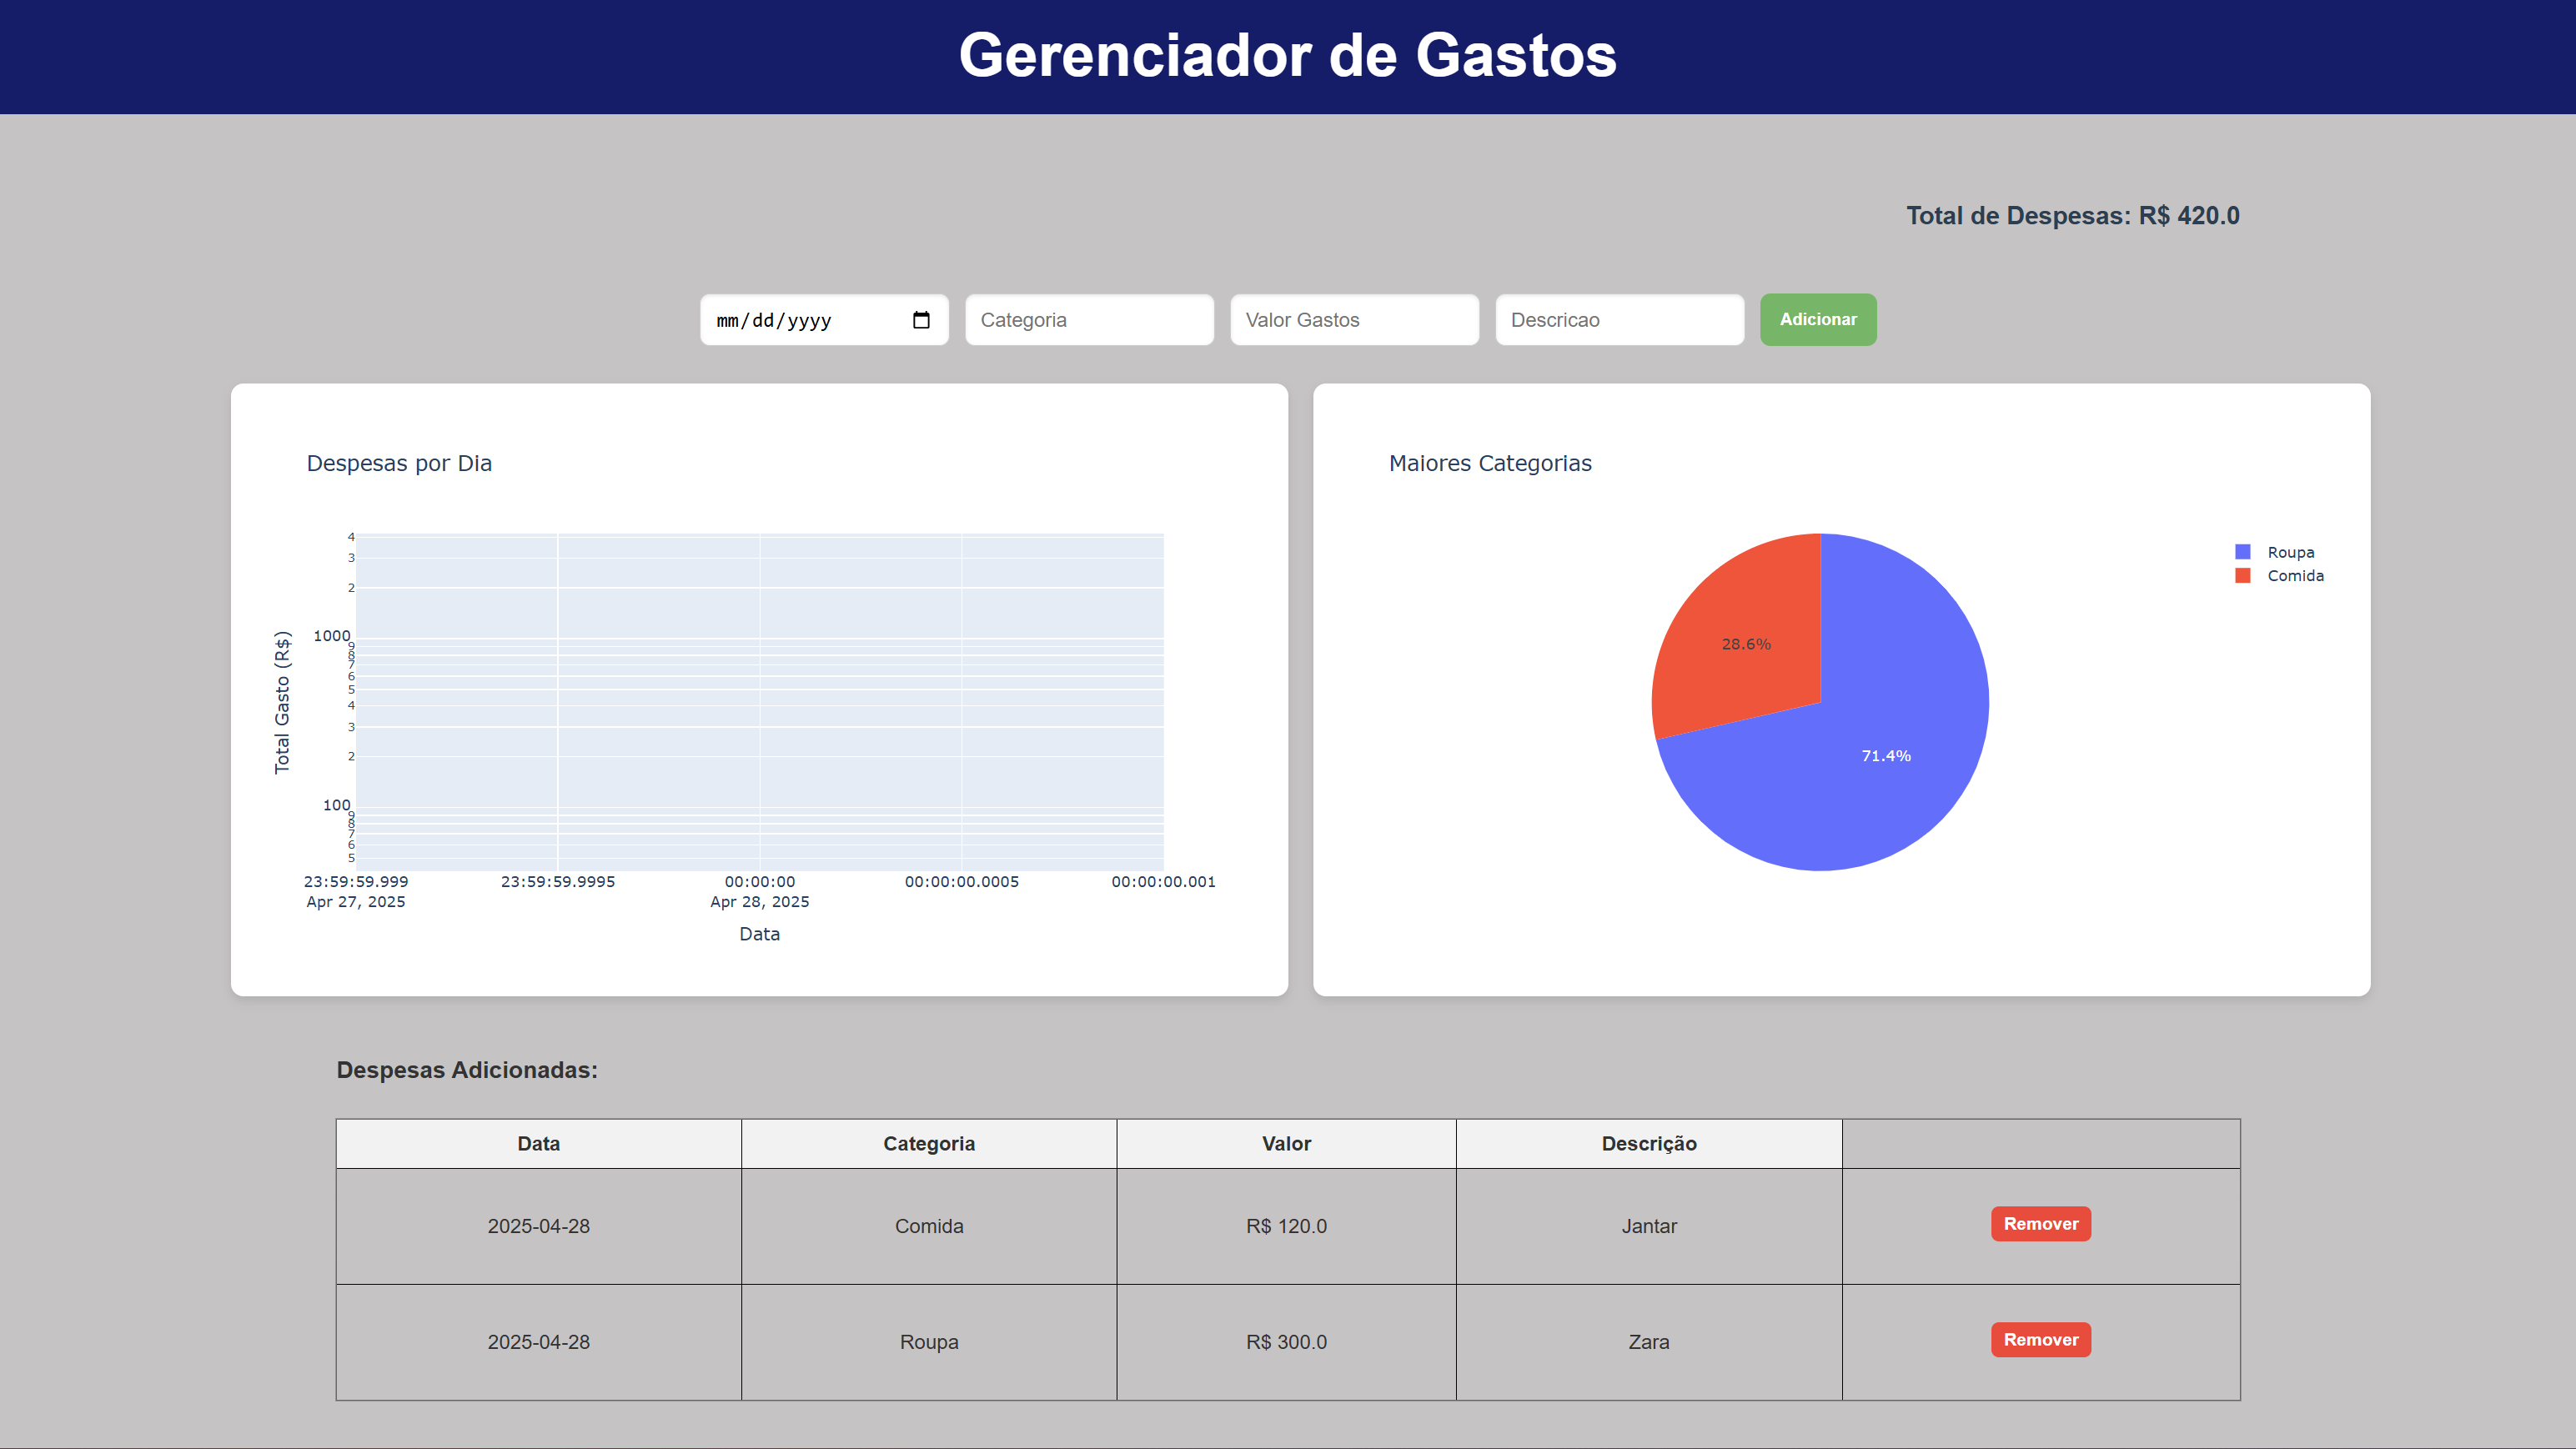 Gerenciador de Gastos
Total de Despesas: R$ 420.0
mm/dd/yyyy Categoria Valor Gastos Descricao Adicionar
Despesas por Dia
4
3
2
1000
9
8
7
6
5
4
3
2
100
9
8
7
6
5
Total Gasto (R$)
23:59:59.999 23:59:59.9995 00:00:00 00:00:00.0005 00:00:00.001
Apr 27, 2025 Apr 28, 2025
Data
Maiores Categorias
Roupa
Comida
28.6%
71.4%
Despesas Adicionadas:
Data Categoria Valor Descrição
2025-04-28 Comida R$ 120.0 Jantar Remover
2025-04-28 Roupa R$ 300.0 Zara Remover